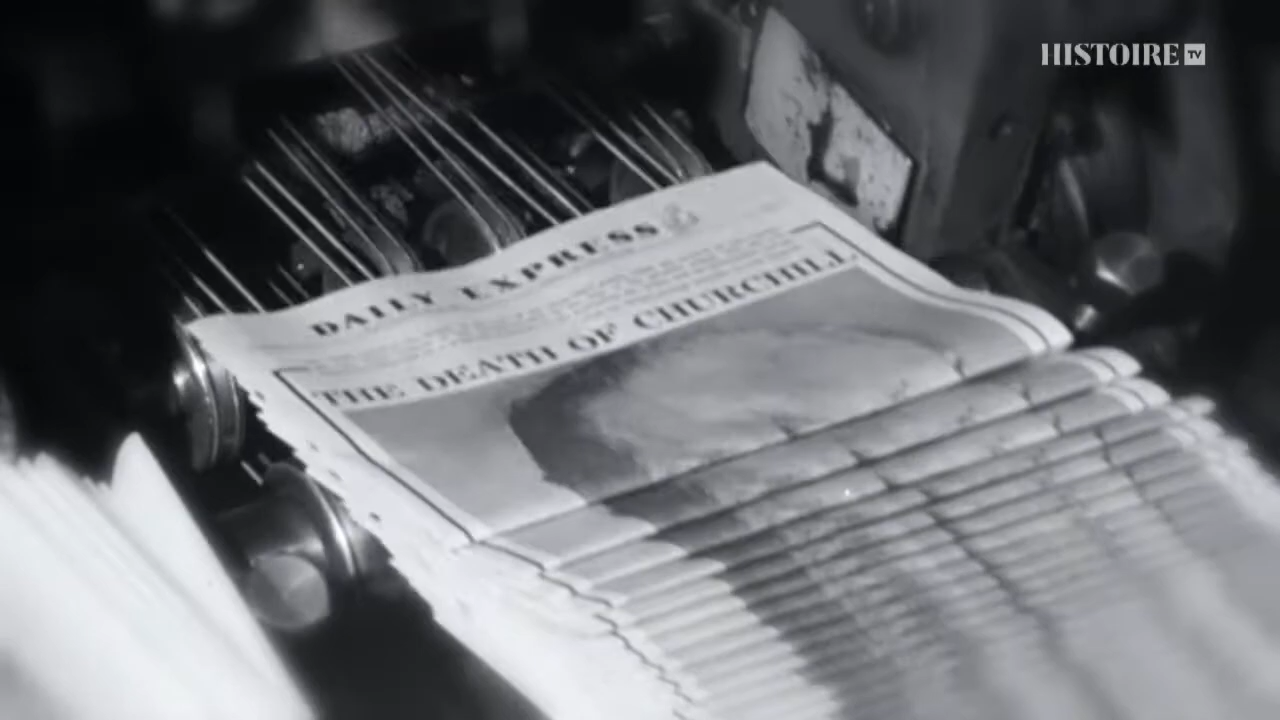 HISTOIRE TV
DAILY EXPRESS
THE DEATH OF CHURCHILL